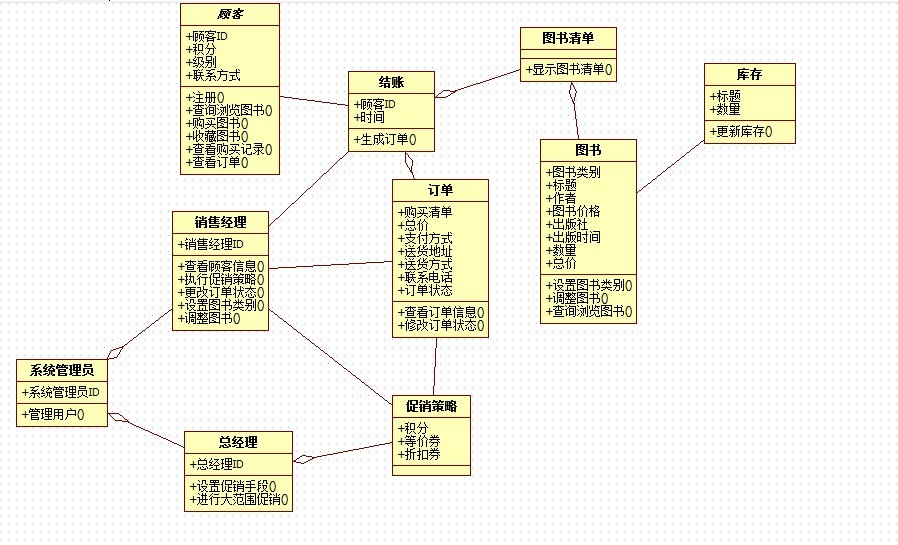 顾客
+顾客ID
+积分
+级别
+联系方式
+注册()
+查询浏览图书()
+购买图书()
+收藏图书()
+查看购买记录()
+查看订单()
结账
+顾客ID
+时间
+生成订单()
图书清单
+显示图书清单()
库存
+标题
+数量
+更新库存()
图书
+图书类别
+标题
+作者
+图书价格
+出版社
+出版时间
+数量
+总价
+设置图书类别()
+调整图书()
+查询浏览图书()
订单
+购买清单
+总价
+支付方式
+送货地址
+送货方式
+联系电话
+订单状态
+查看订单信息()
+修改订单状态()
销售经理
+销售经理ID
+查看顾客信息()
+执行促销策略()
+更改订单状态()
+设置图书类别()
+调整图书()
系统管理员
+系统管理员ID
+管理用户()
促销策略
+积分
+等价券
+折扣券
总经理
+总经理ID
+设置促销手段()
+进行大范围促销()